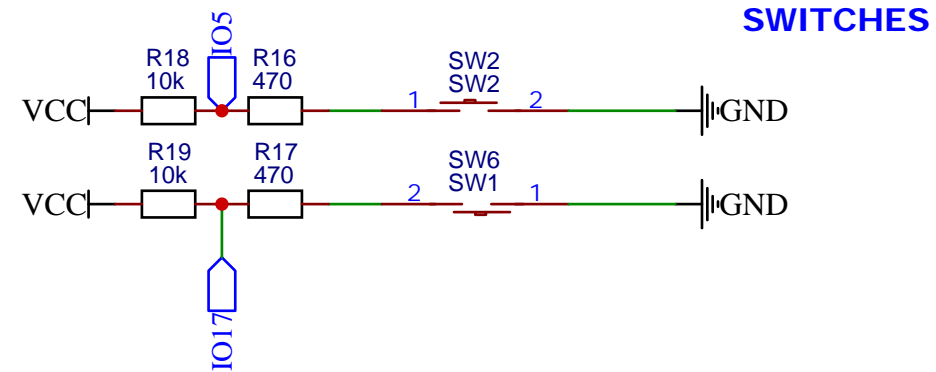 SWITCHES
IO5
R18
10k
R16
470
SW2
SW2
VCC
1
2
GND
R19
10k
R17
470
SW6
SW1
VCC
2
1
GND
IO17